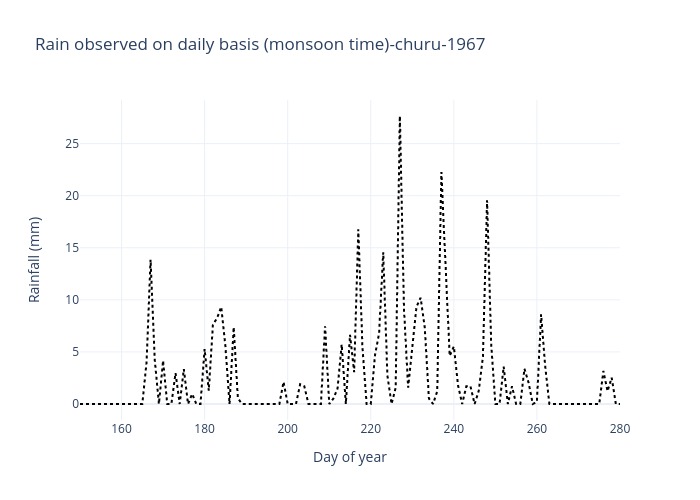 Rain observed on daily basis (monsoon time)-churu-1967
25
20
15
10
5
0
Rainfall (mm)
160 180 200 220 240 260 280
Day of year